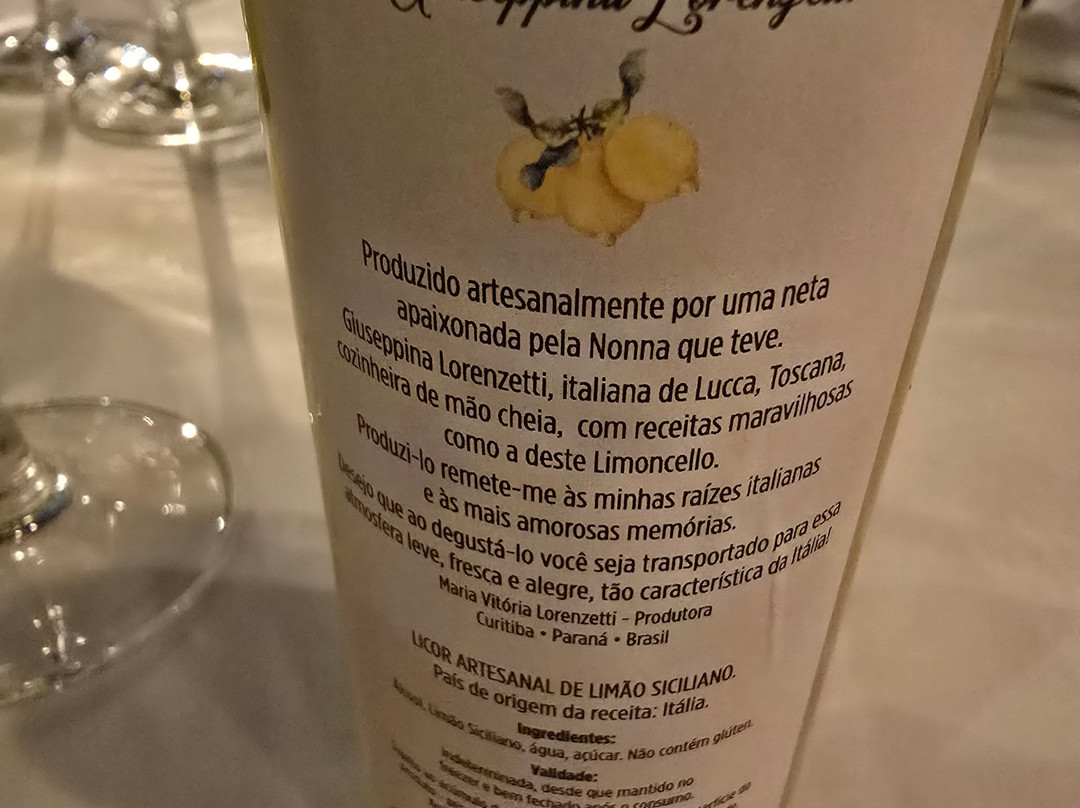 Produzido artesanalmente por uma neta
apaixonada pela Nonna que teve.
Giuseppina Lorenzetti, italiana de Lucca, Toscana,
cozinheira de mão cheia, com receitas maravilhosas
como a deste Limoncello.
Produzi-lo remete-me às minhas raízes italianas
e às mais amorosas memórias.
Desejo que ao degustá-lo você seja transportado para essa
atmosfera leve, fresca e alegre, tão característica da Itália!
Maria Vitória Lorenzetti - Produtora
Curitiba • Paraná • Brasil
LICOR ARTESANAL DE LIMÃO SICILIANO.
País de origem da receita: Itália.
Ingredientes:
Limão Siciliano, água, açúcar. Não contém glúten.
Validade:
Indeterminada, desde que mantido no
freezer e bem fechado após o consumo.